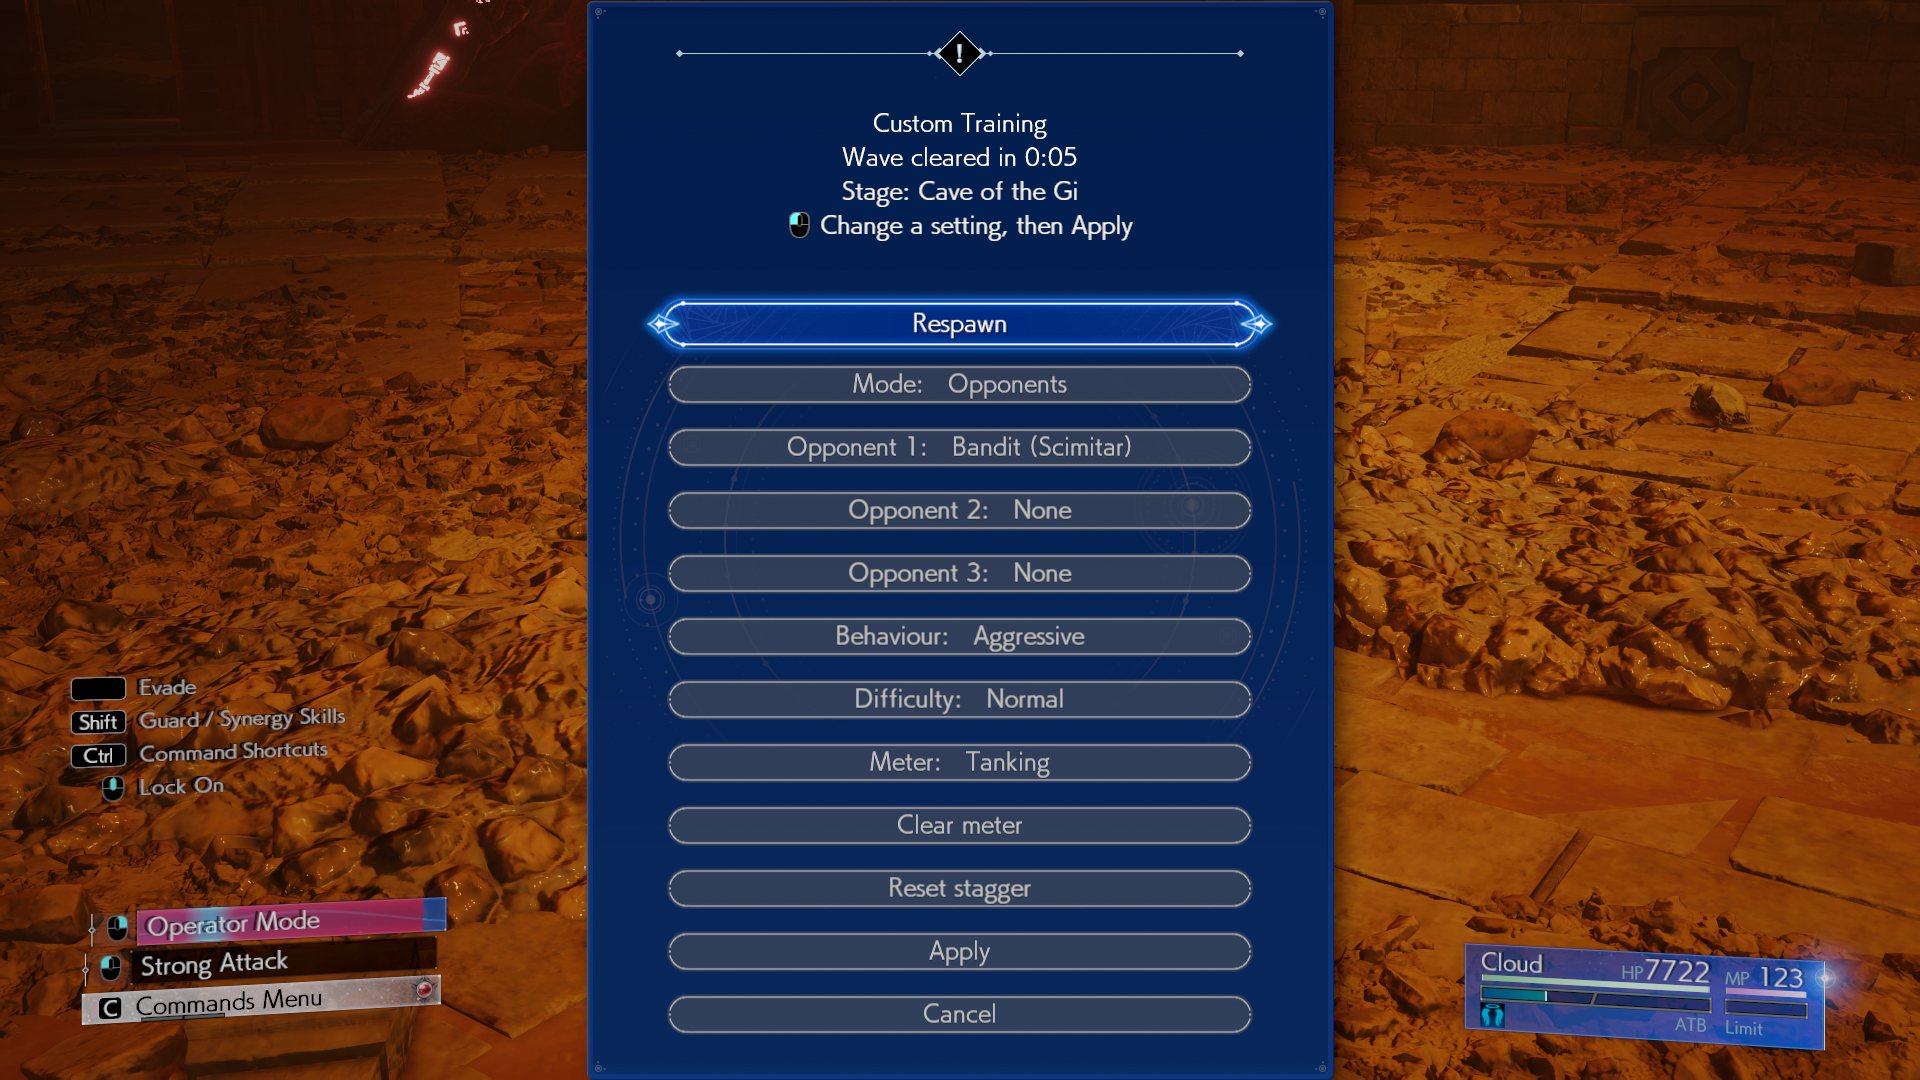 !
Custom Training
Wave cleared in 0:05
Stage: Cave of the Gi
Change a setting, then Apply
Respawn
Mode: Opponents
Opponent 1: Bandit (Scimitar)
Opponent 2: None
Opponent 3: None
Behaviour: Aggressive
Difficulty: Normal
Meter: Tanking
Clear meter
Reset stagger
Apply
Cancel
Evade
Shift Guard / Synergy Skills
Ctrl Command Shortcuts
Lock On
Operator Mode
Strong Attack
C Commands Menu
Cloud HP 7722 MP 123
ATB Limit